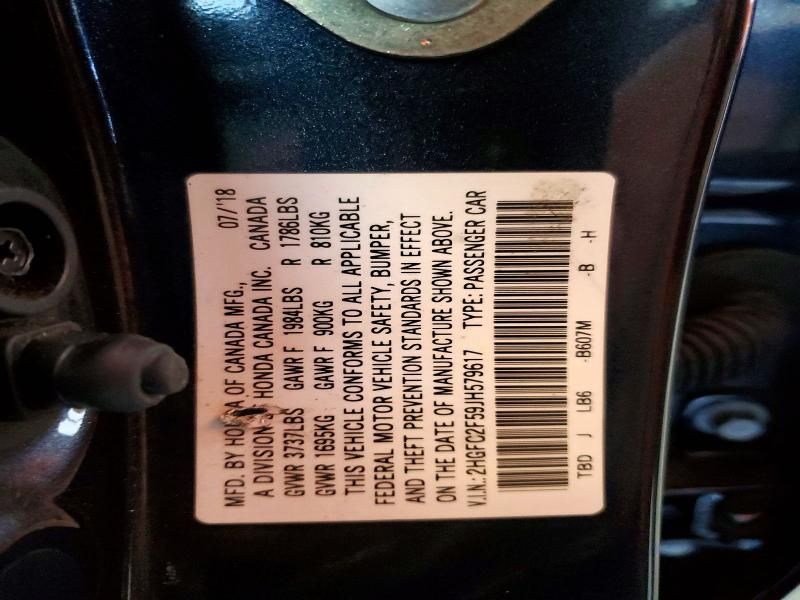 MFD. BY HONDA OF CANADA MFG., 07/18
A DIVISION OF HONDA CANADA INC. CANADA
GVWR 3737LBS GAWR F 1984LBS R 1786LBS
GVWR 1695KG GAWR F 900KG R 810KG
THIS VEHICLE CONFORMS TO ALL APPLICABLE
FEDERAL MOTOR VEHICLE SAFETY, BUMPER,
AND THEFT PREVENTION STANDARDS IN EFFECT
ON THE DATE OF MANUFACTURE SHOWN ABOVE.
V.I.N.: 2HGFC2F59JH579617 TYPE: PASSENGER CAR
TBD J LB6 -B607M -B -H